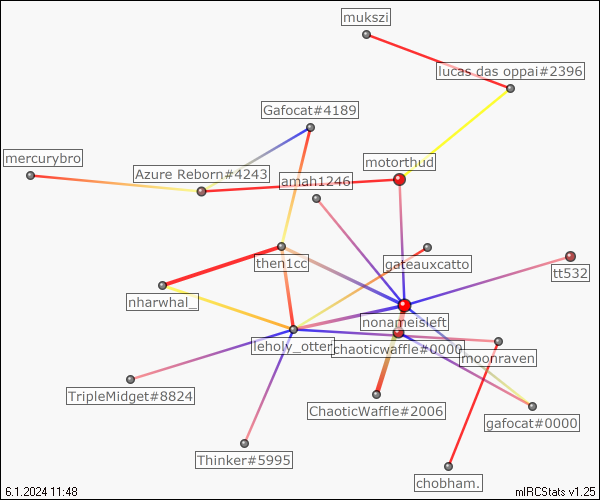 mukszi
lucas das oppai#2396
Gafocat#4189
mercurybro
motorthud
Azure Reborn#4243
amah1246
then1cc
gateauxcatto
tt532
nharwhal_
nonameisleft
leholy_otter
chaoticwaffle#0000
moonraven
TripleMidget#8824
ChaoticWaffle#2006
gafocat#0000
Thinker#5995
chobham.
6.1.2024 11:48
mIRCStats v1.25